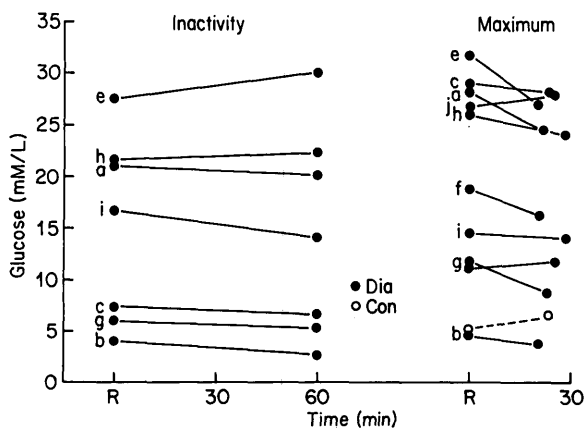 Inactivity
Maximum
Glucose (mM/L)
35
30
25
20
15
10
5
0
e
h
a
i
c
g
b
e
c
a
j
h
f
i
g
b
Dia
Con
R
30
60
R
30
Time (min)